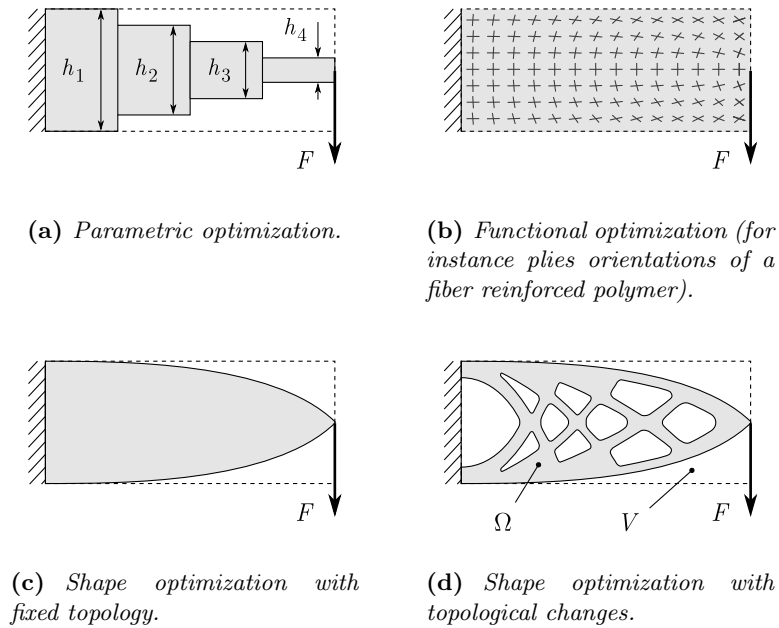 h₁
h₂
h₃
h₄
F
F
(a) Parametric optimization.
(b) Functional optimization (for
instance plies orientations of a
fiber reinforced polymer).
F
Ω
V
F
(c) Shape optimization with
fixed topology.
(d) Shape optimization with
topological changes.